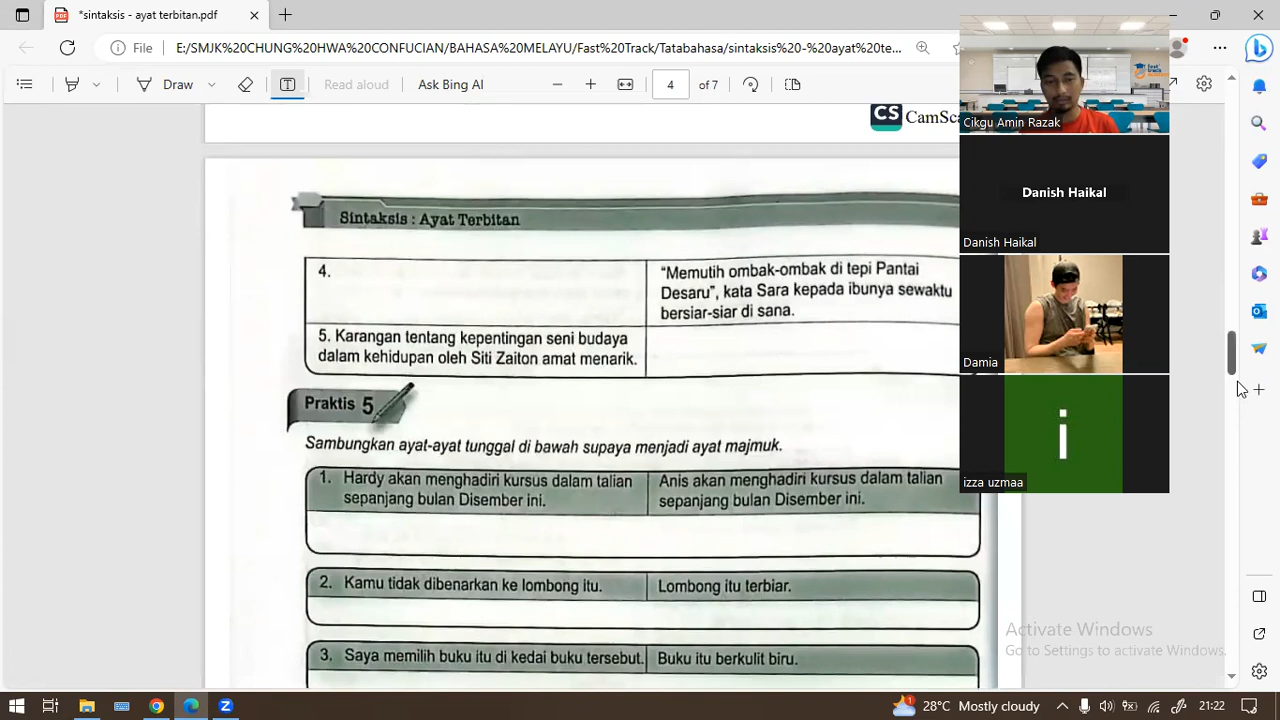 *sintaksis - ayat terbitan.pdf
File
E:/SMJK%20CHUNG%20HWA%20CONFUCIAN/BAHASA%20MELAYU/Fast%20Track/Tatabahasa/sintaksis%20-%20ayat%20te...
Draw
Read aloud
Ask Bing AI
4
of 7
CS CamSca
Sintaksis : Ayat Terbitan
4.
“Memutih ombak-ombak di tepi Pantai
Desaru”, kata Sara kepada ibunya sewaktu
bersiar-siar di sana.
5. Karangan tentang kepentingan seni budaya
dalam kehidupan oleh Siti Zaiton amat menarik.
Praktis 5
Sambungkan ayat-ayat tunggal di bawah supaya menjadi ayat majmuk.
1. Hardy akan menghadiri kursus dalam talian
sepanjang bulan Disember ini.
Anis akan menghadiri kursus dalam talian
sepanjang bulan Disember ini.
2. Kamu tidak dibenarkan ke lombong itu.
Lombong itu terbiar.
3. Saya memilih buku itu di kedai buku tersebut.
Buku itu berkulit biru.
Cikgu Amin Razak
Danish Haikal
Danish Haikal
Damia
i
izza uzmaa
Activate Windows
Go to Settings to activate Windows.
28°C Mostly cloudy
21:22